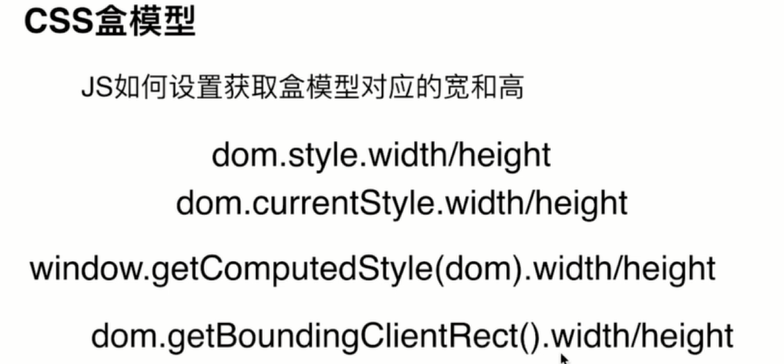 CSS盒模型
JS如何设置获取盒模型对应的宽和高
dom.style.width/height
dom.currentStyle.width/height
window.getComputedStyle(dom).width/height
dom.getBoundingClientRect().width/height